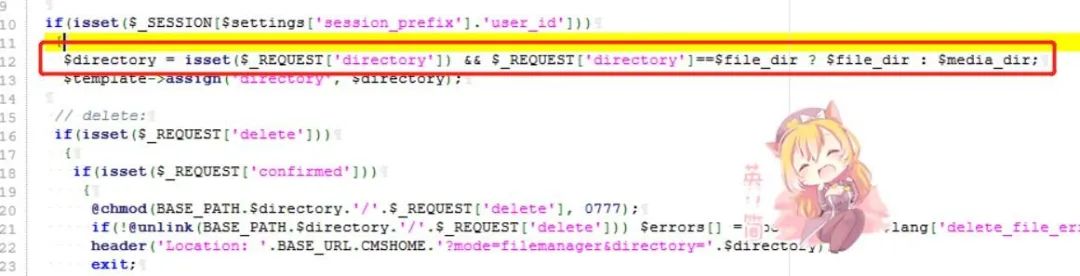 9
10 if(isset($_SESSION[$settings['session_prefix'].'user_id']))
11 {
12 $directory = isset($_REQUEST['directory']) && $_REQUEST['directory']==$file_dir ? $file_dir : $media_dir;
13 $template->assign('directory', $directory);
14
15 // delete:
16 if(isset($_REQUEST['delete']))
17 {
18 if(isset($_REQUEST['confirmed']))
19 {
20 @chmod(BASE_PATH.$directory.'/'.$_REQUEST['delete'], 0777);
21 if(!@unlink(BASE_PATH.$directory.'/'.$_REQUEST['delete'])) $errors[] = lang['delete_file_er
22 header('Location: '.BASE_URL.CMSHOME.'?mode=filemanager&directory='.$directory)
23 exit;